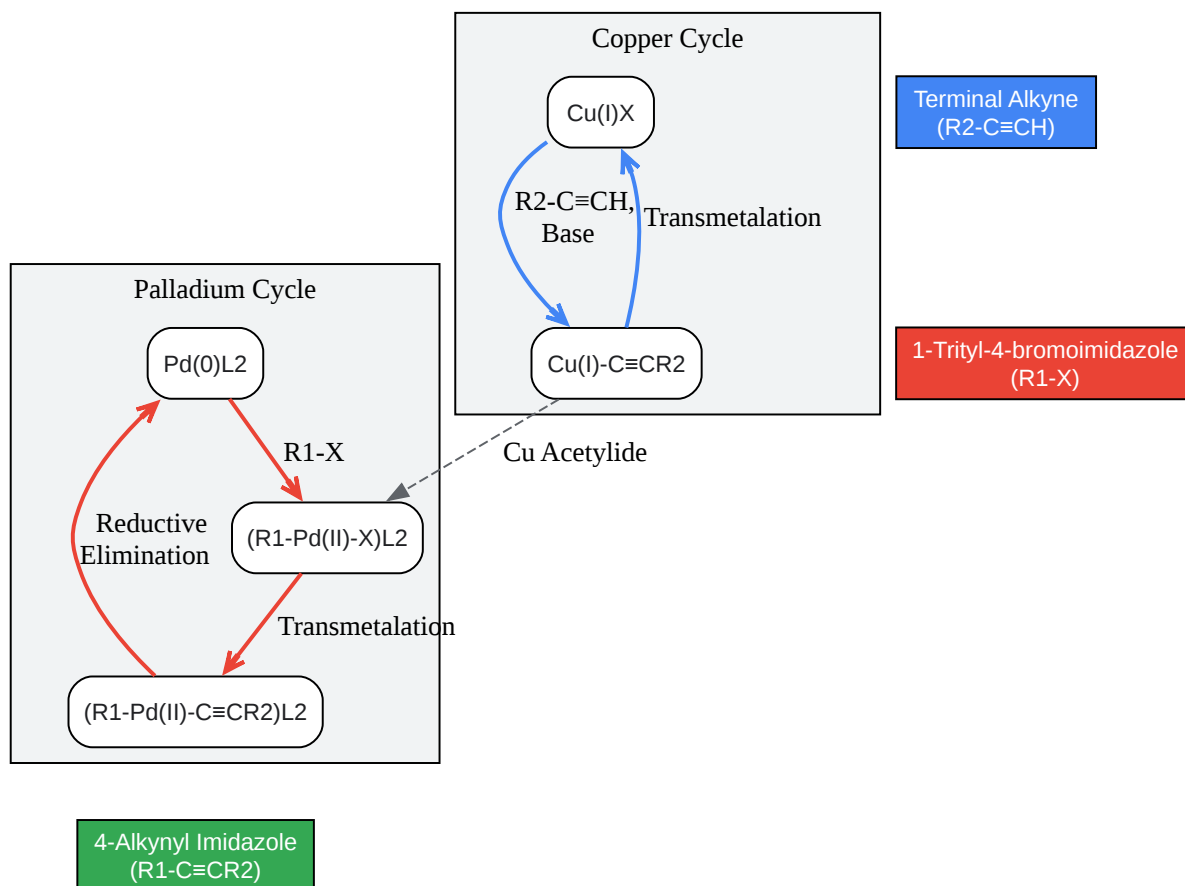 Copper Cycle
Cu(I)X
Terminal Alkyne
(R2-C≡CH)
R2-C≡CH,
Base
Transmetalation
Cu(I)-C≡CR2
1-Trityl-4-bromoimidazole
(R1-X)
Palladium Cycle
Pd(0)L2
R1-X
Cu Acetylide
Reductive
Elimination
(R1-Pd(II)-X)L2
Transmetalation
(R1-Pd(II)-C≡CR2)L2
4-Alkynyl Imidazole
(R1-C≡CR2)